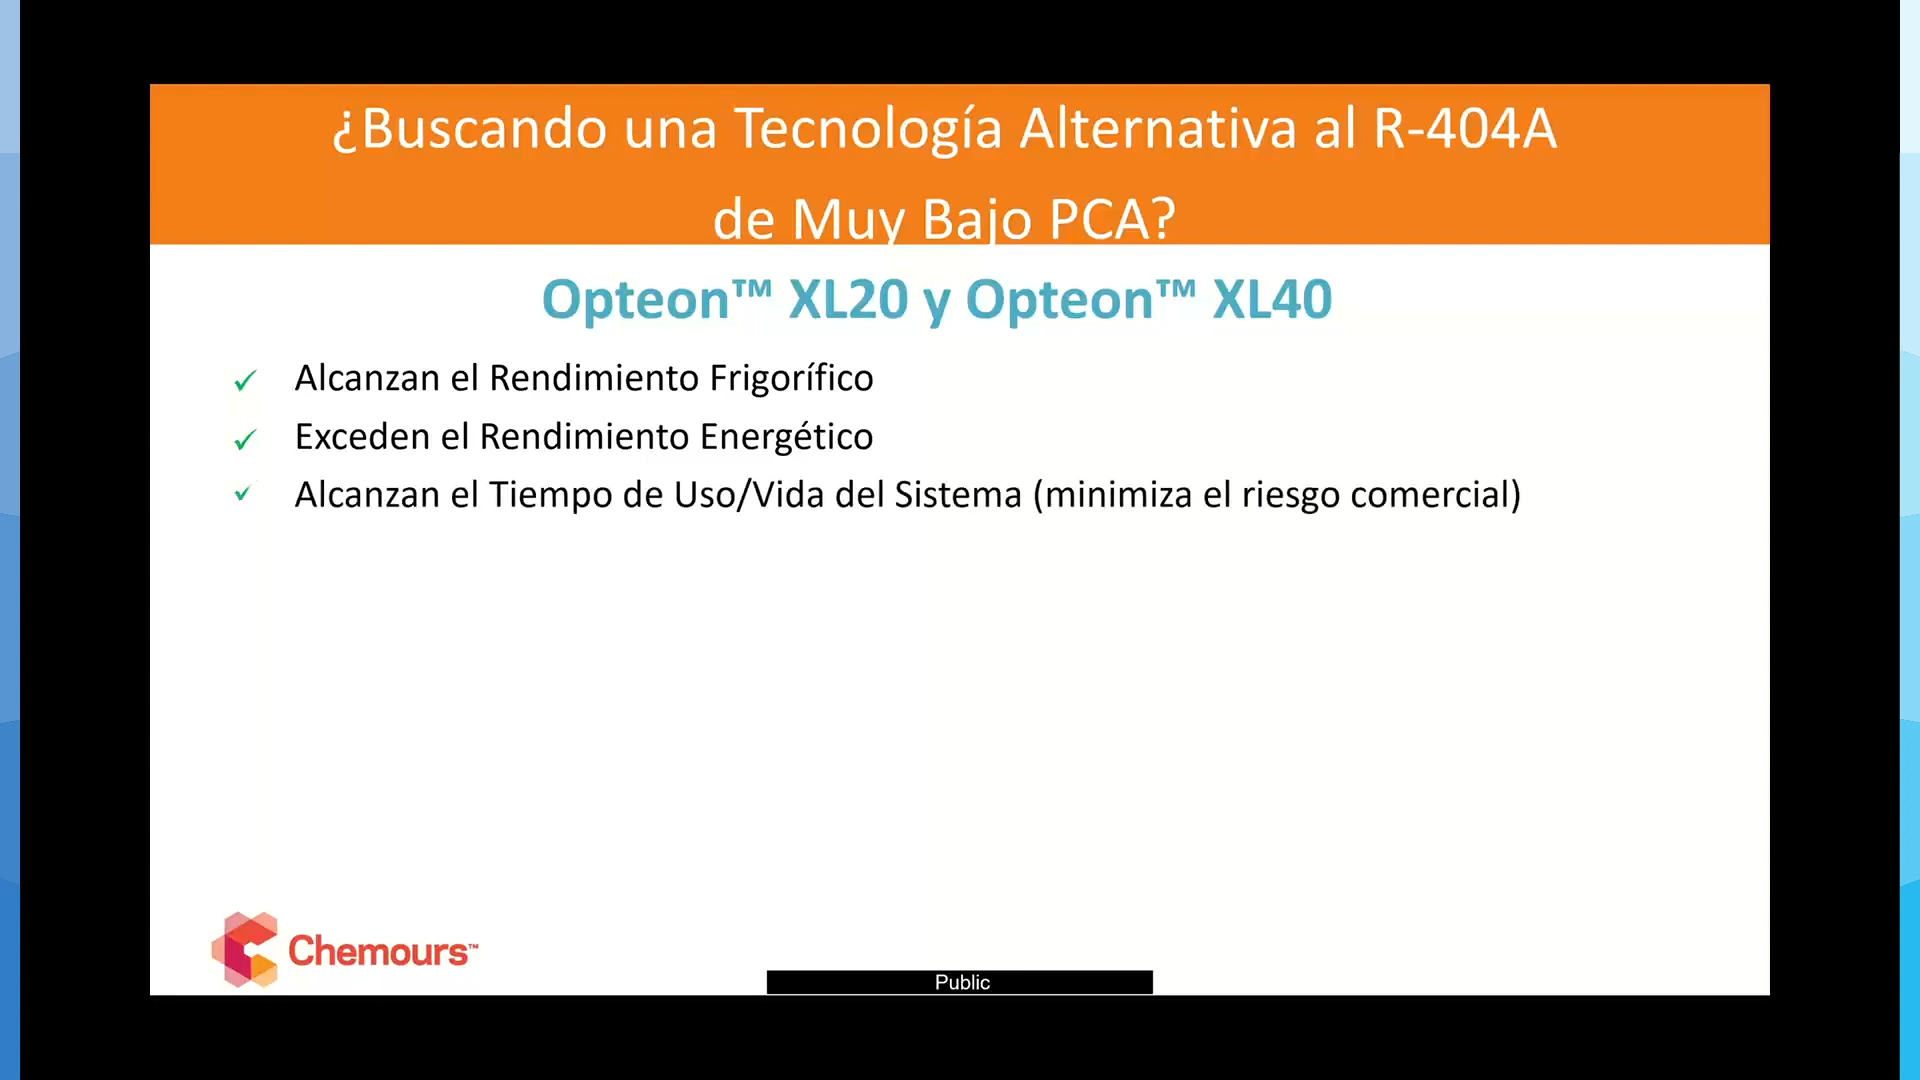 ¿Buscando una Tecnología Alternativa al R-404A
de Muy Bajo PCA?
Opteon™ XL20 y Opteon™ XL40
✓ Alcanzan el Rendimiento Frigorífico
✓ Exceden el Rendimiento Energético
✓ Alcanzan el Tiempo de Uso/Vida del Sistema (minimiza el riesgo comercial)
Chemours™
Public